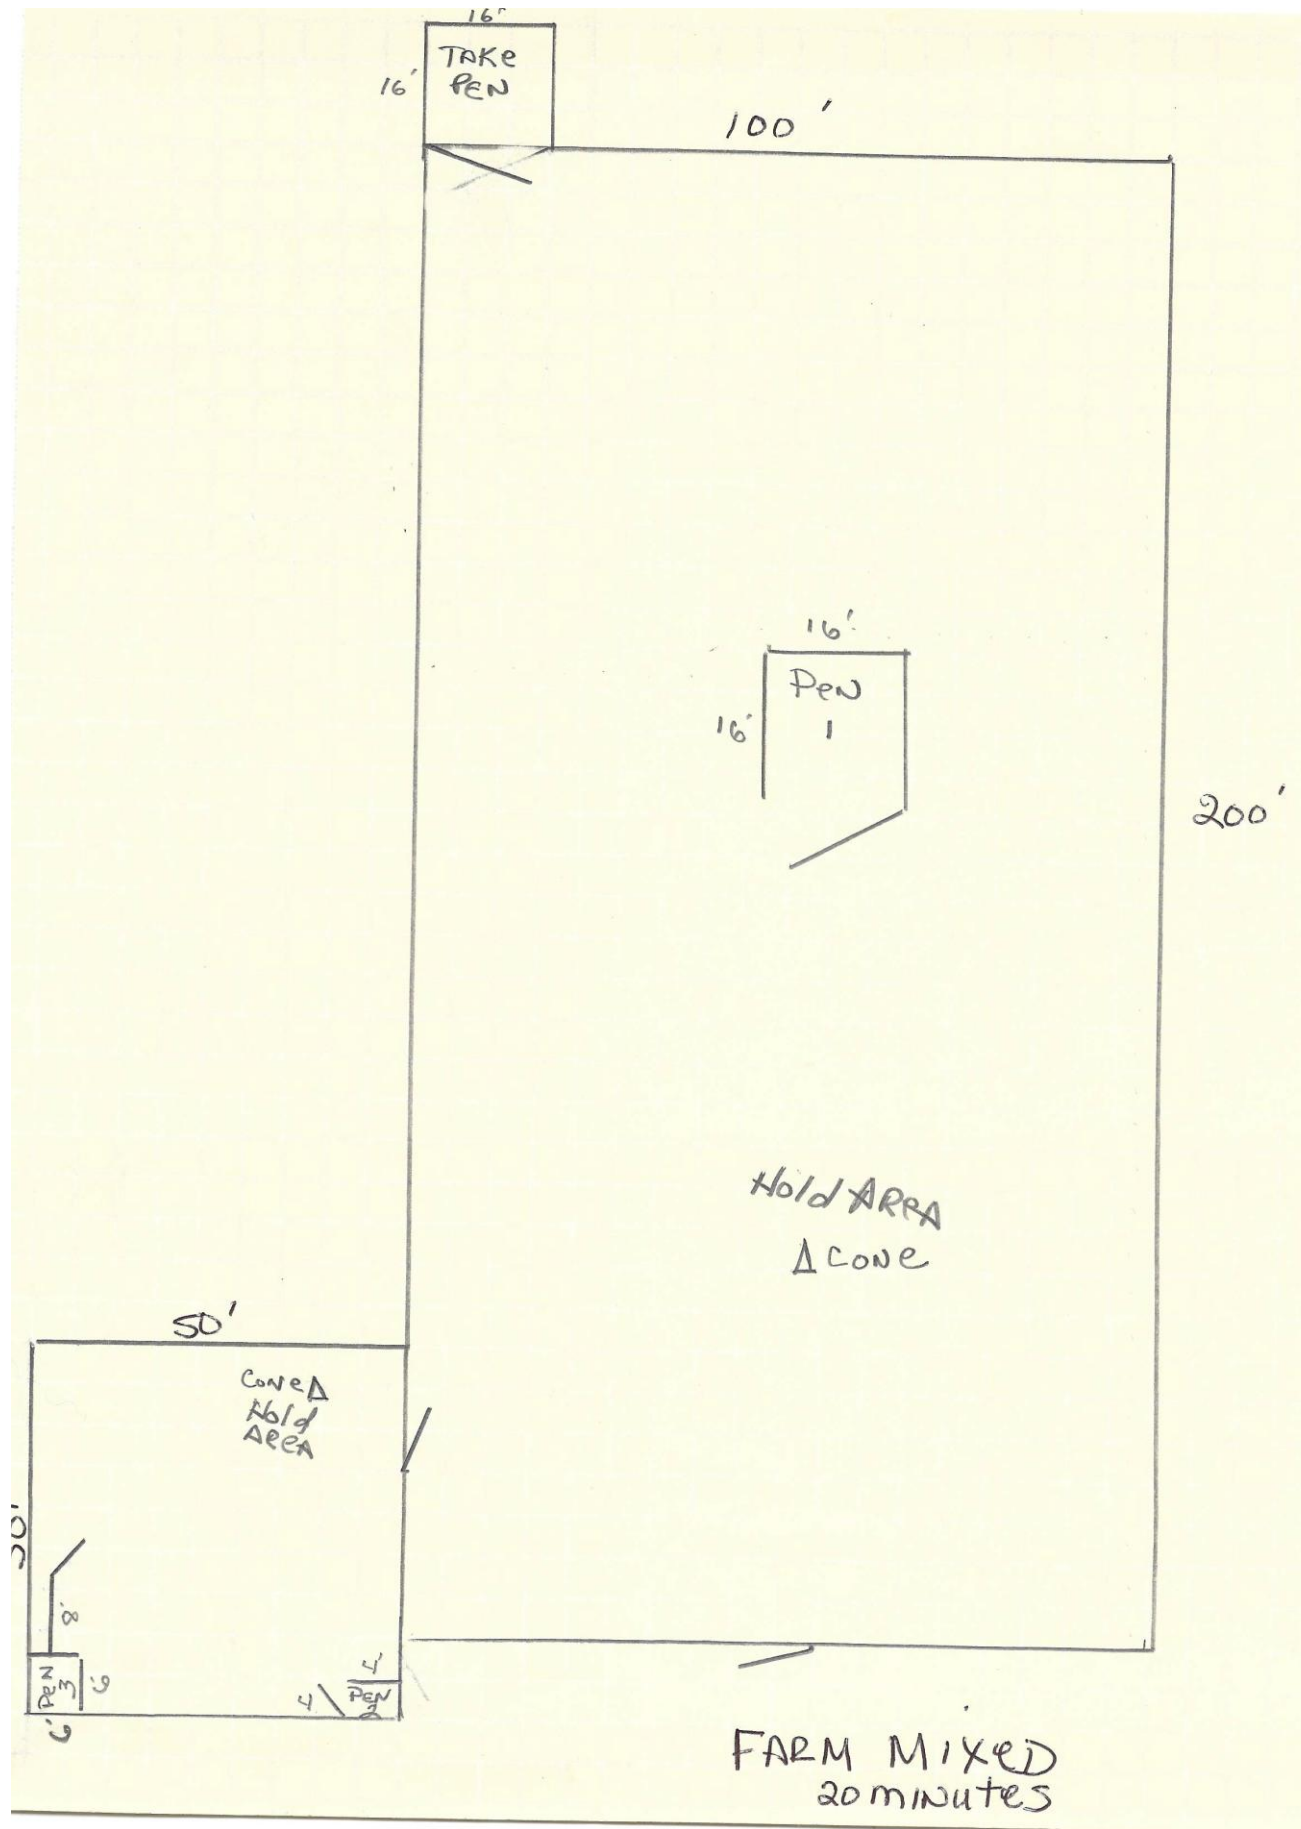 16'
TAKe
PEN
16'
100'
16'
PeN
1
16'
200'
Hold AReA
Δ CONe
50'
CONe Δ
Hold
AReA
50'
8'
PeN
3
6'
6'
4'
PeN
2
4
FARM MixeD
20 miNutes